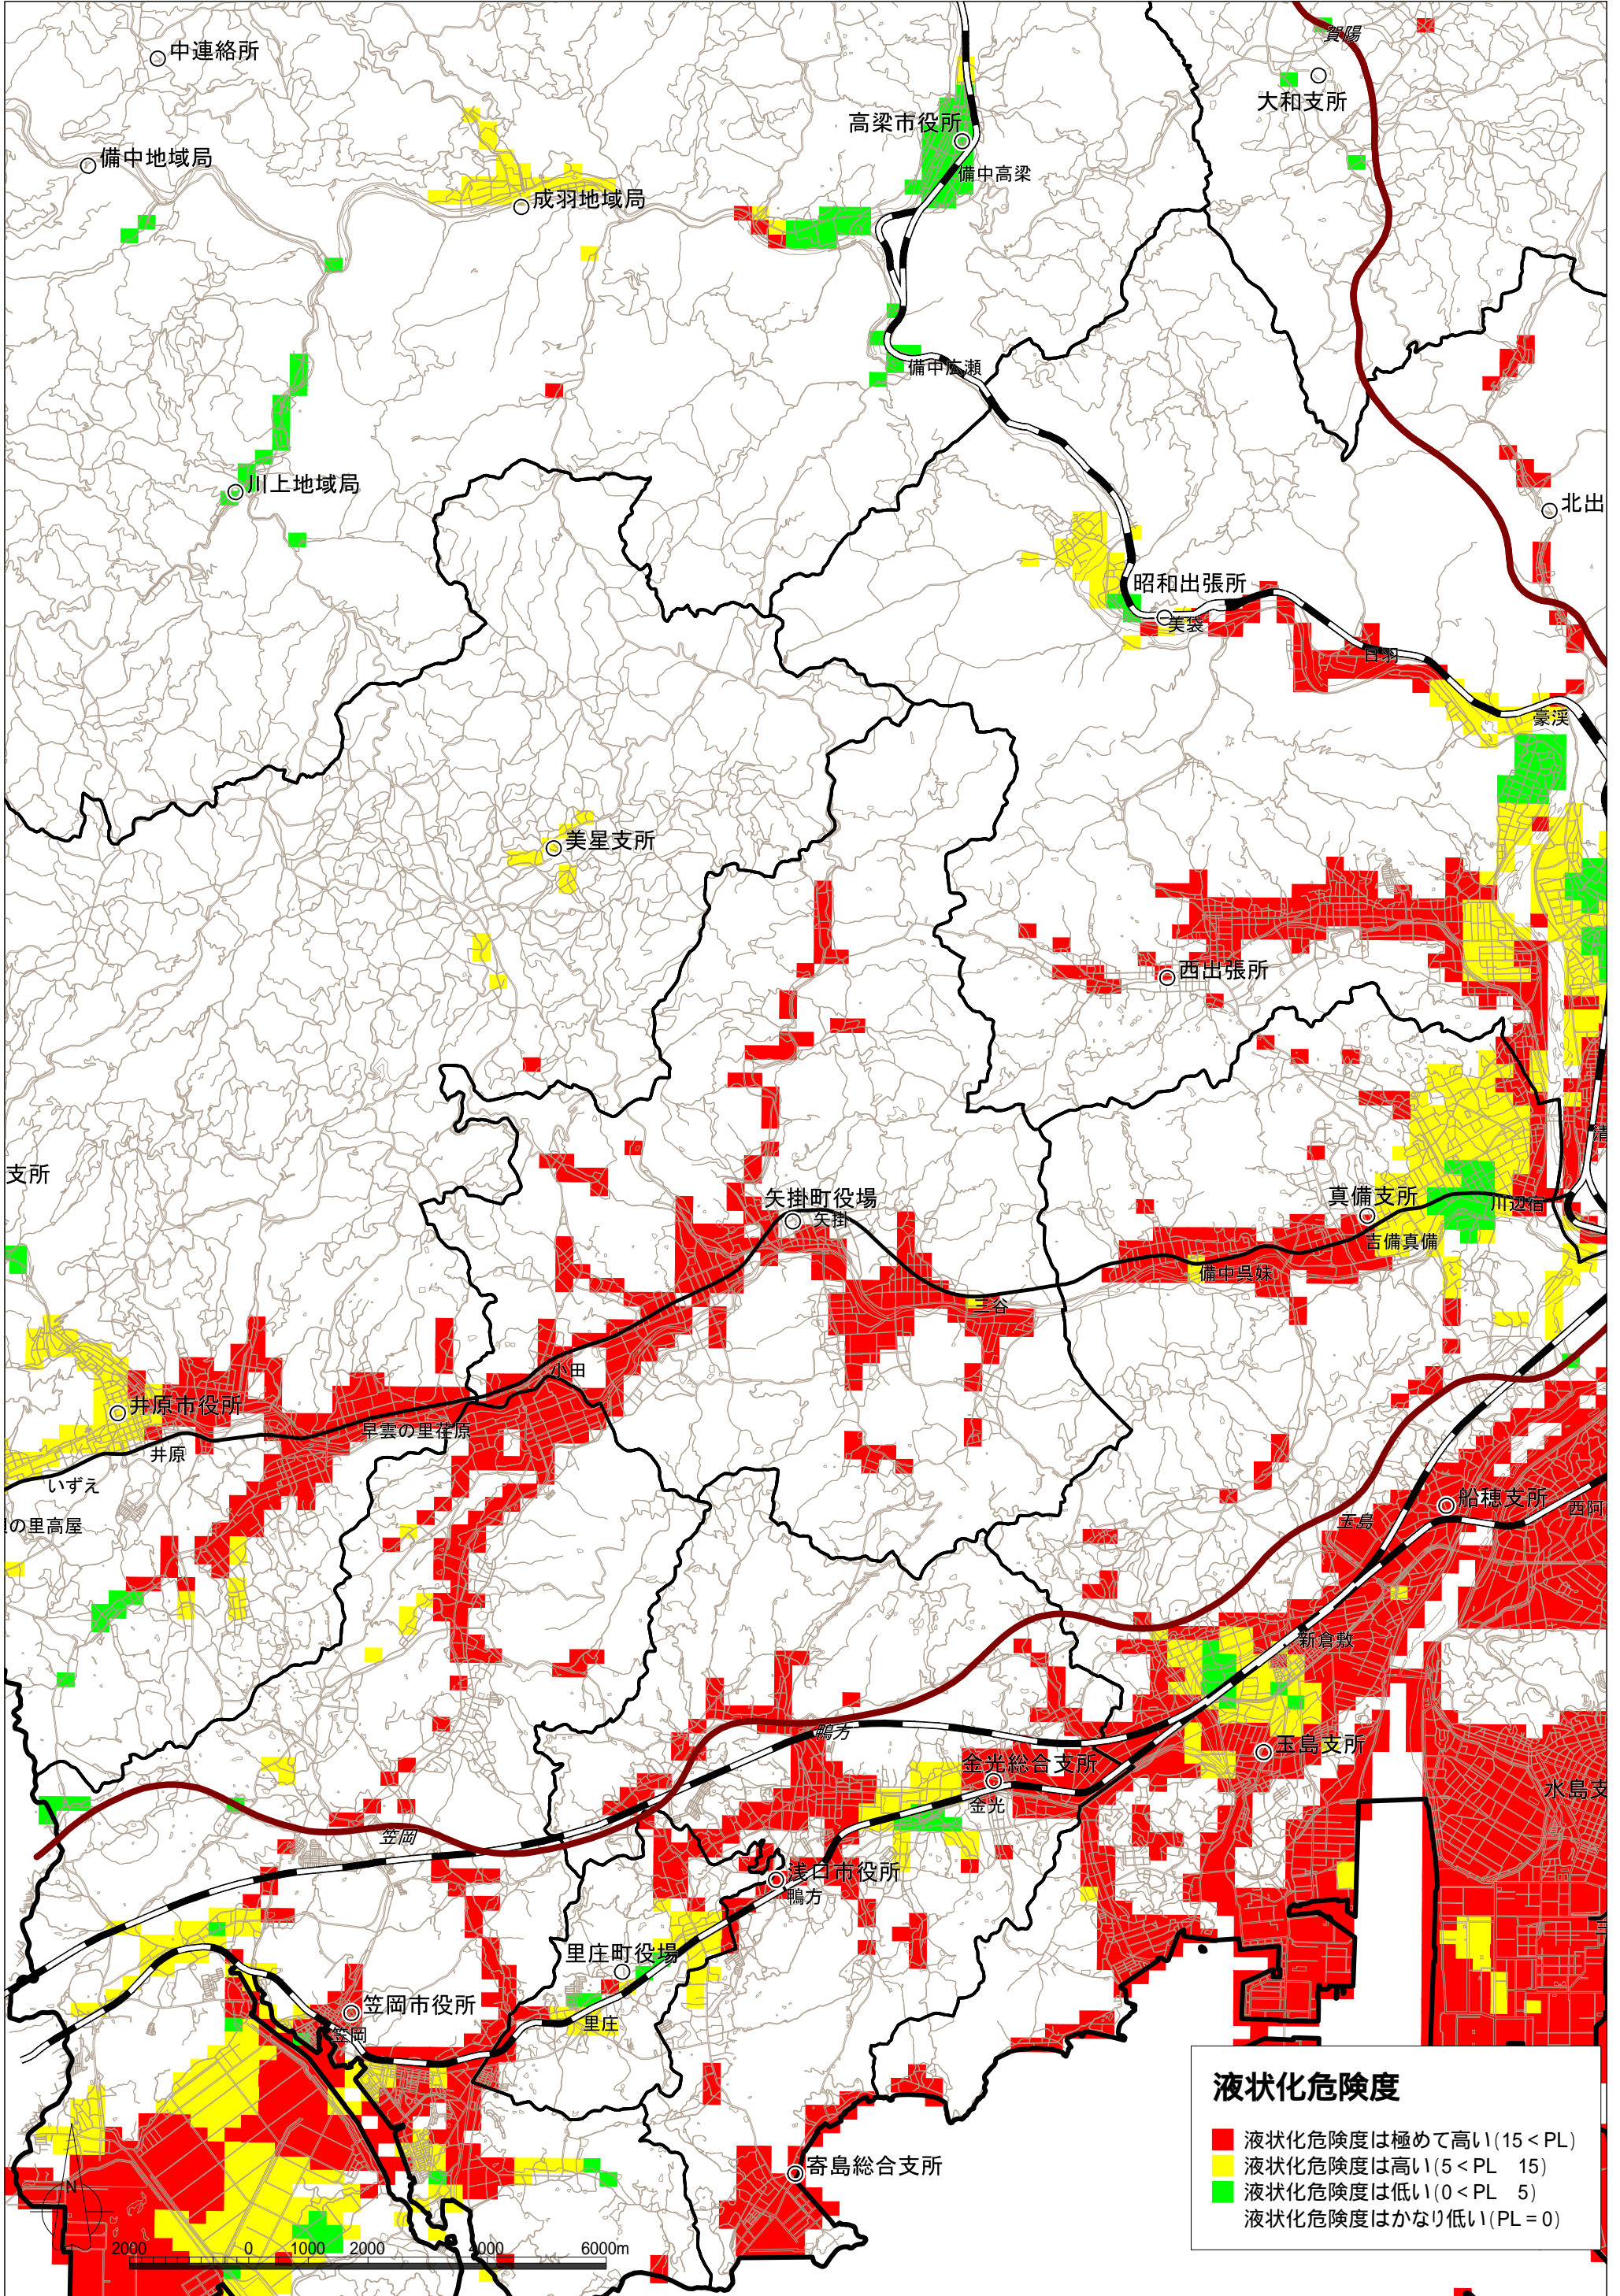 中連絡所
賀陽
大和支所
高梁市役所
備中地域局
備中高梁
成羽地域局
備中広瀬
川上地域局
北出
昭和出張所
美袋
日羽
豪渓
美星支所
西出張所
清
支所
矢掛町役場
矢掛
真備支所
川辺宿
吉備真備
備中呉妹
三谷
小田
井原市役所
早雲の里荏原
井原
いずえ
の里高屋
船穂支所
西阿
玉島
新倉敷
鴨方
玉島支所
金光総合支所
金光
水島支
笠岡
浅口市役所
鴨方
里庄町役場
笠岡市役所
笠岡
里庄
寄島総合支所
液状化危険度
液状化危険度は極めて高い(15<PL)
液状化危険度は高い(5<PL 15)
液状化危険度は低い(0<PL 5)
液状化危険度はかなり低い(PL=0)
N
2000 0 1000 2000 4000 6000m